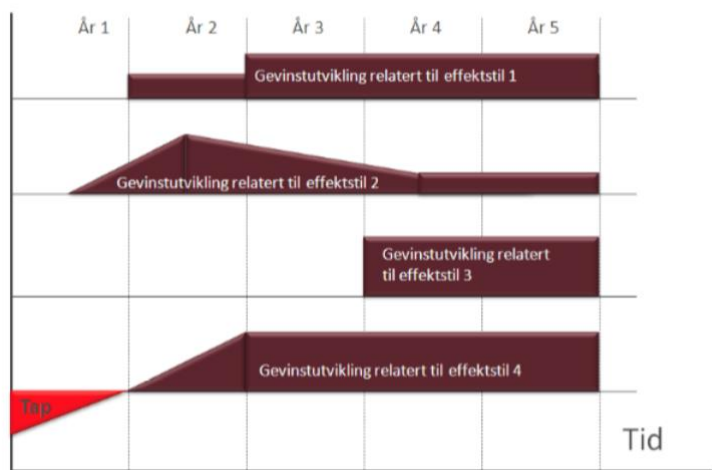 År 1 År 2 År 3 År 4 År 5
Gevinstutvikling relatert til effektstil 1
Gevinstutvikling relatert til effektstil 2
Gevinstutvikling relatert
til effektstil 3
Gevinstutvikling relatert til effektstil 4
Tap
Tid